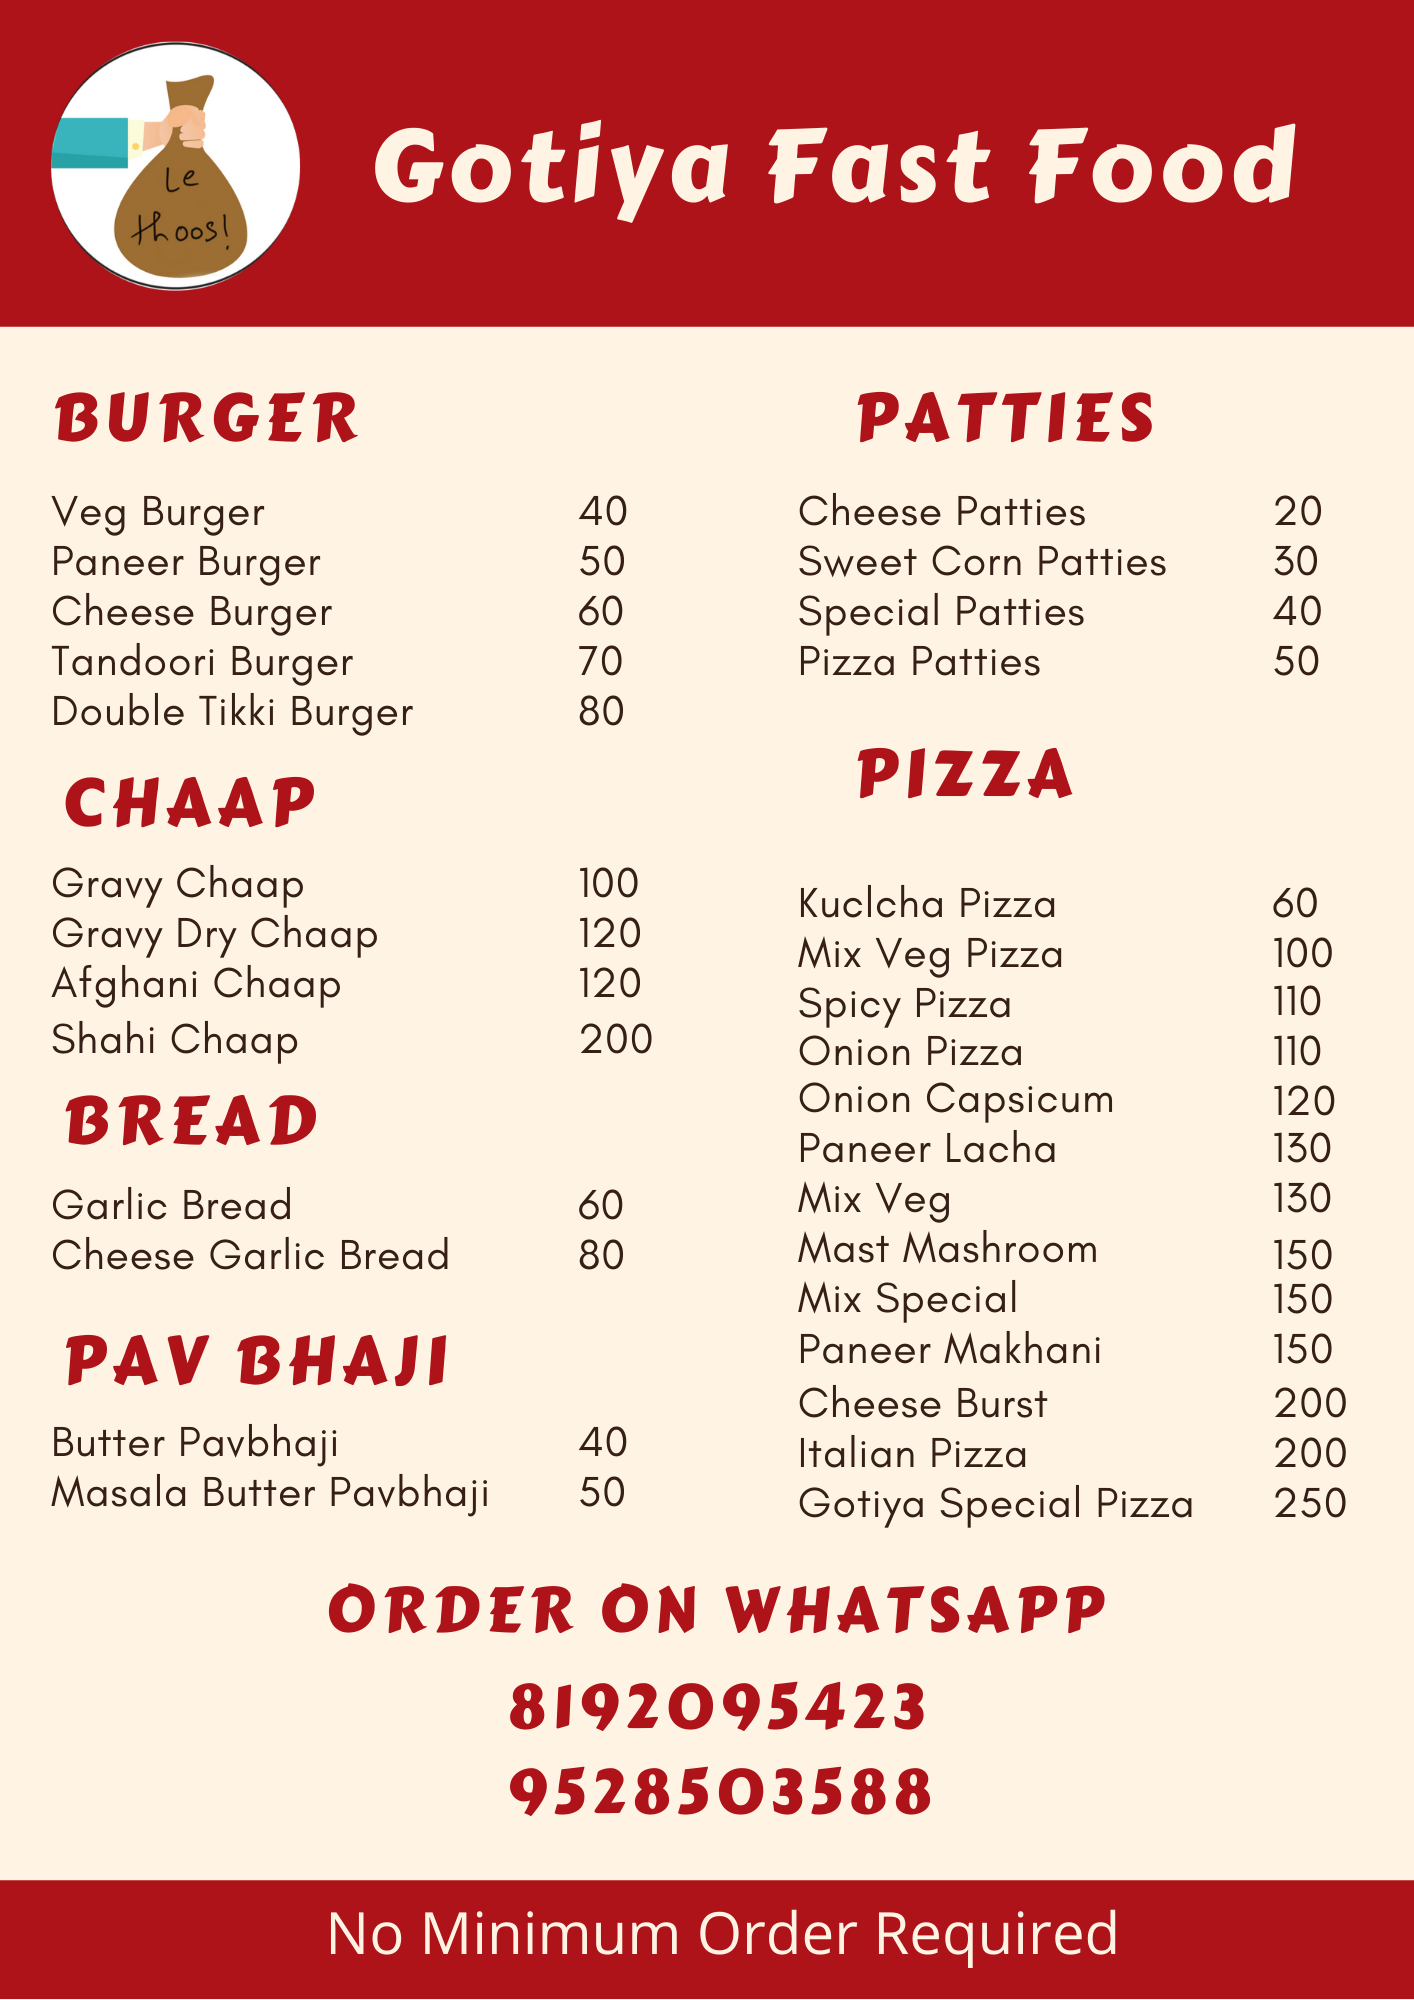 Le
thoos!
Gotiya Fast Food
BURGER
Veg Burger 40
Paneer Burger 50
Cheese Burger 60
Tandoori Burger 70
Double Tikki Burger 80
CHAAP
Gravy Chaap 100
Gravy Dry Chaap 120
Afghani Chaap 120
Shahi Chaap 200
BREAD
Garlic Bread 60
Cheese Garlic Bread 80
PAV BHAJI
Butter Pavbhaji 40
Masala Butter Pavbhaji 50
PATTIES
Cheese Patties 20
Sweet Corn Patties 30
Special Patties 40
Pizza Patties 50
PIZZA
Kuclcha Pizza 60
Mix Veg Pizza 100
Spicy Pizza 110
Onion Pizza 110
Onion Capsicum 120
Paneer Lacha 130
Mix Veg 130
Mast Mashroom 150
Mix Special 150
Paneer Makhani 150
Cheese Burst 200
Italian Pizza 200
Gotiya Special Pizza 250
ORDER ON WHATSAPP
8192095423
9528503588
No Minimum Order Required